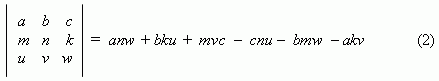 | a b c |
| m n k | = anw + bku + mvc − cnu − bmw − akv (2)
| u v w |